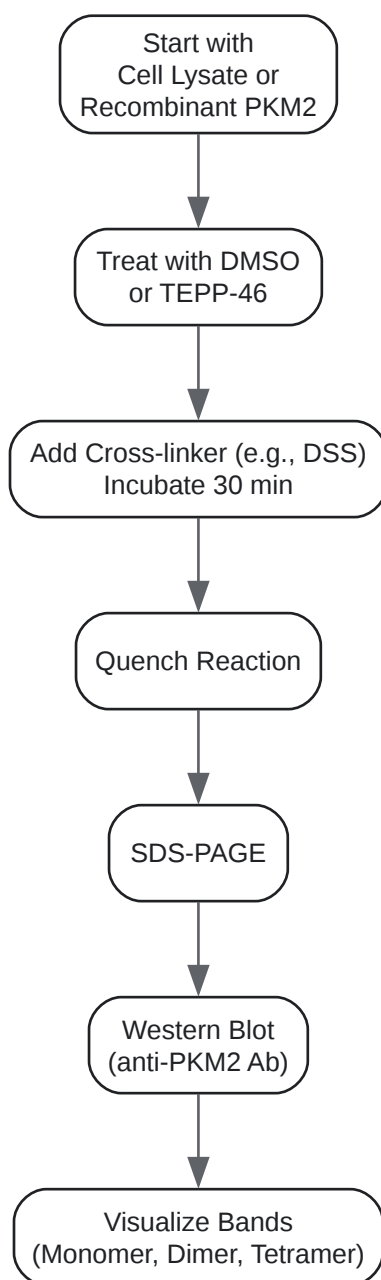 Start with
Cell Lysate or
Recombinant PKM2
Treat with DMSO
or TEPP-46
Add Cross-linker (e.g., DSS)
Incubate 30 min
Quench Reaction
SDS-PAGE
Western Blot
(anti-PKM2 Ab)
Visualize Bands
(Monomer, Dimer, Tetramer)